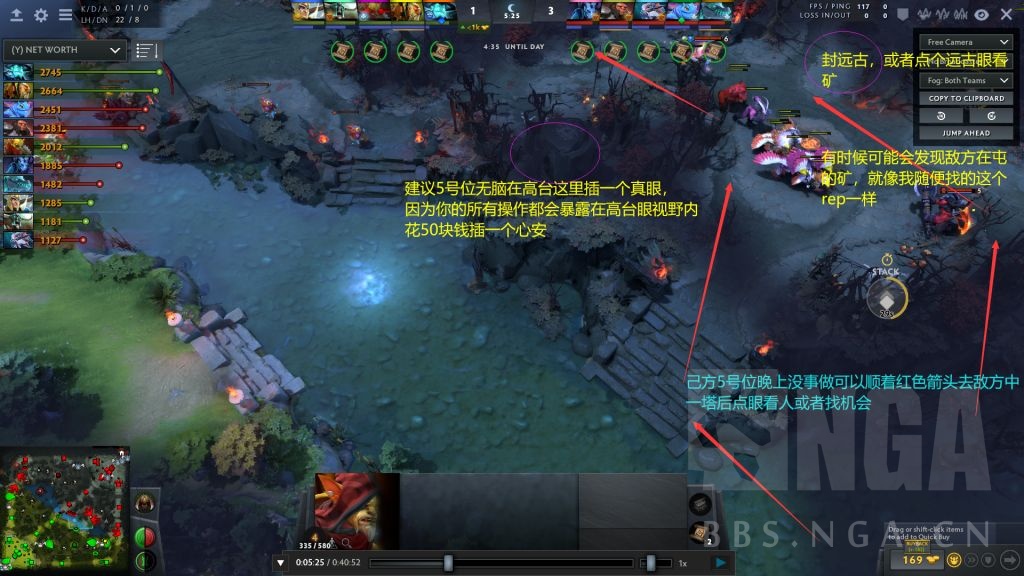 K/D/A 0 / 1 / 0
LH/DN 22 / 8
1
5:25
3
<1k
4:35 UNTIL DAY
FPS / PING 117 0
LOSS IN/OUT 0 0
(Y) NET WORTH
2745
2664
2451
2381
2012
1885
1482
1285
1181
1127
Free Camera
Fog: Both Teams
COPY TO CLIPBOARD
JUMP AHEAD
封远古，或者点个远古眼看
矿
有时候可能会发现敌方在屯
的矿，就像我随便找的这个
rep一样
建议5号位无脑在高台这里插一个真眼，
因为你的所有操作都会暴露在高台眼视野内
花50块钱插一个心安
6
5
STACK
29s
己方5号位晚上没事做可以顺着红色箭头去敌方中
一塔后点眼看人或者找机会
NGA
BBS.NGA.CN
4
335 / 580
2
Drag or shift-click items
to add to Quick Buy
BUYBACK
169
0:05:25 / 0:40:52
1x